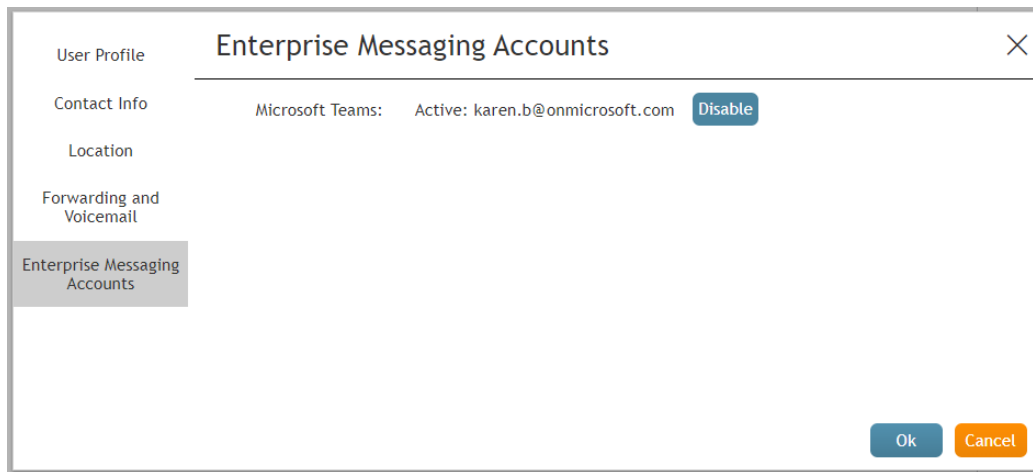 User Profile
Contact Info
Location
Forwarding and
Voicemail
Enterprise Messaging
Accounts
Enterprise Messaging Accounts
Microsoft Teams: Active: karen.b@onmicrosoft.com Disable
Ok Cancel